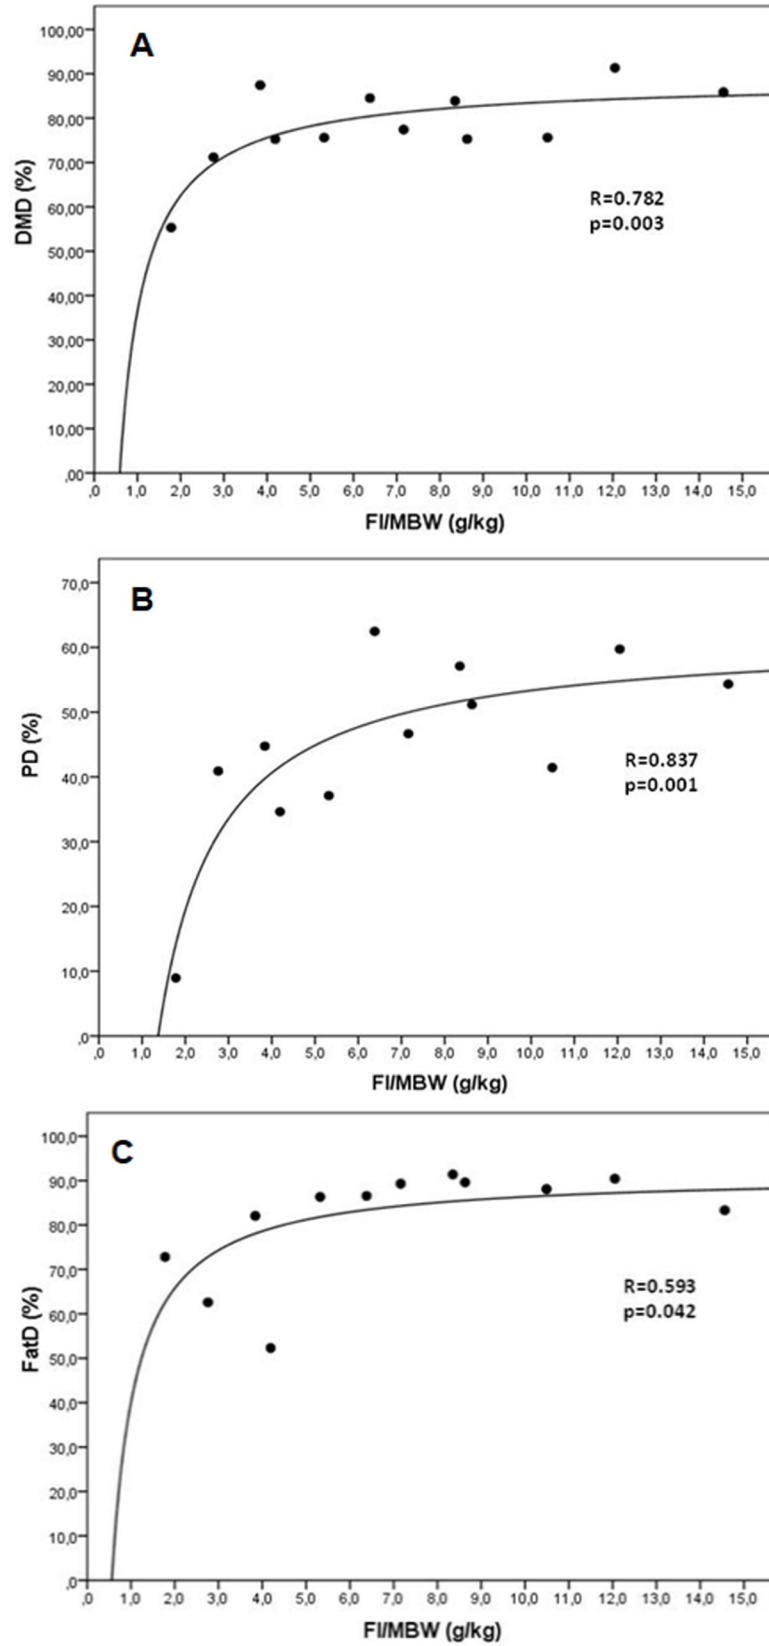 A
100,00
90,00
80,00
70,00
60,00
50,00
40,00
30,00
20,00
10,00
,00
DMD (%)
R=0.782
p=0.003
,0 1,0 2,0 3,0 4,0 5,0 6,0 7,0 8,0 9,0 10,0 11,0 12,0 13,0 14,0 15,0
FI/MBW (g/kg)
B
70,0
60,0
50,0
40,0
30,0
20,0
10,0
,0
PD (%)
R=0.837
p=0.001
,0 1,0 2,0 3,0 4,0 5,0 6,0 7,0 8,0 9,0 10,0 11,0 12,0 13,0 14,0 15,0
FI/MBW (g/kg)
C
100,0
90,0
80,0
70,0
60,0
50,0
40,0
30,0
20,0
10,0
,0
FatD (%)
R=0.593
p=0.042
,0 1,0 2,0 3,0 4,0 5,0 6,0 7,0 8,0 9,0 10,0 11,0 12,0 13,0 14,0 15,0
FI/MBW (g/kg)